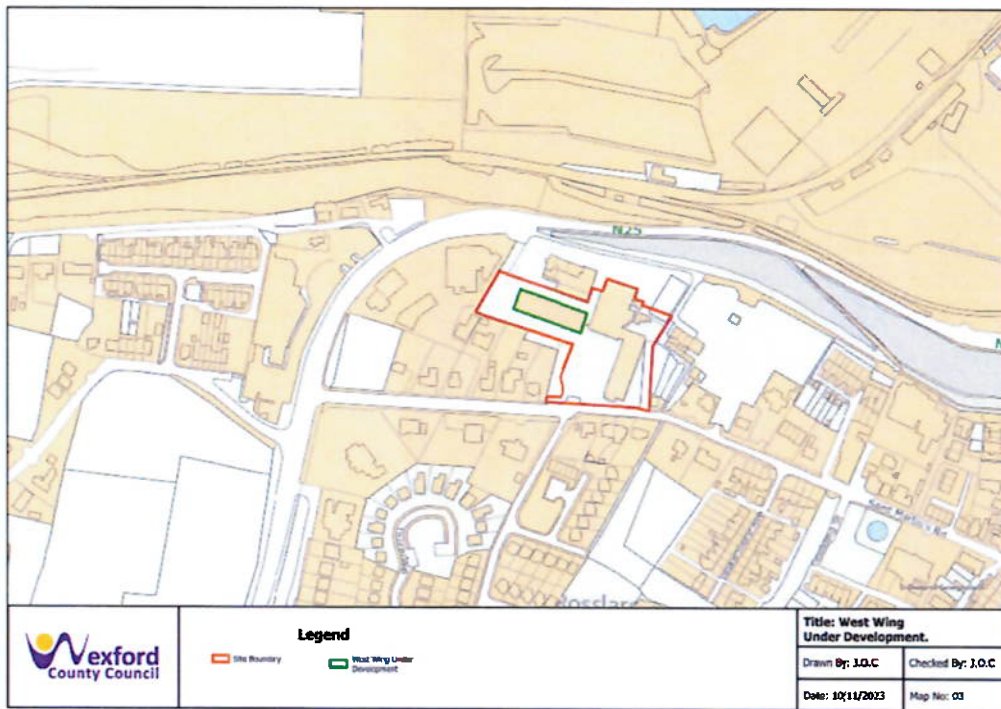 N25
N
Rosslare
Wexford
County Council
Legend
Site Boundary
West Wing Under
Development
Title: West Wing
Under Development.
Drawn By: J.O.C
Checked By: J.O.C
Date: 10/11/2023
Map No: 03